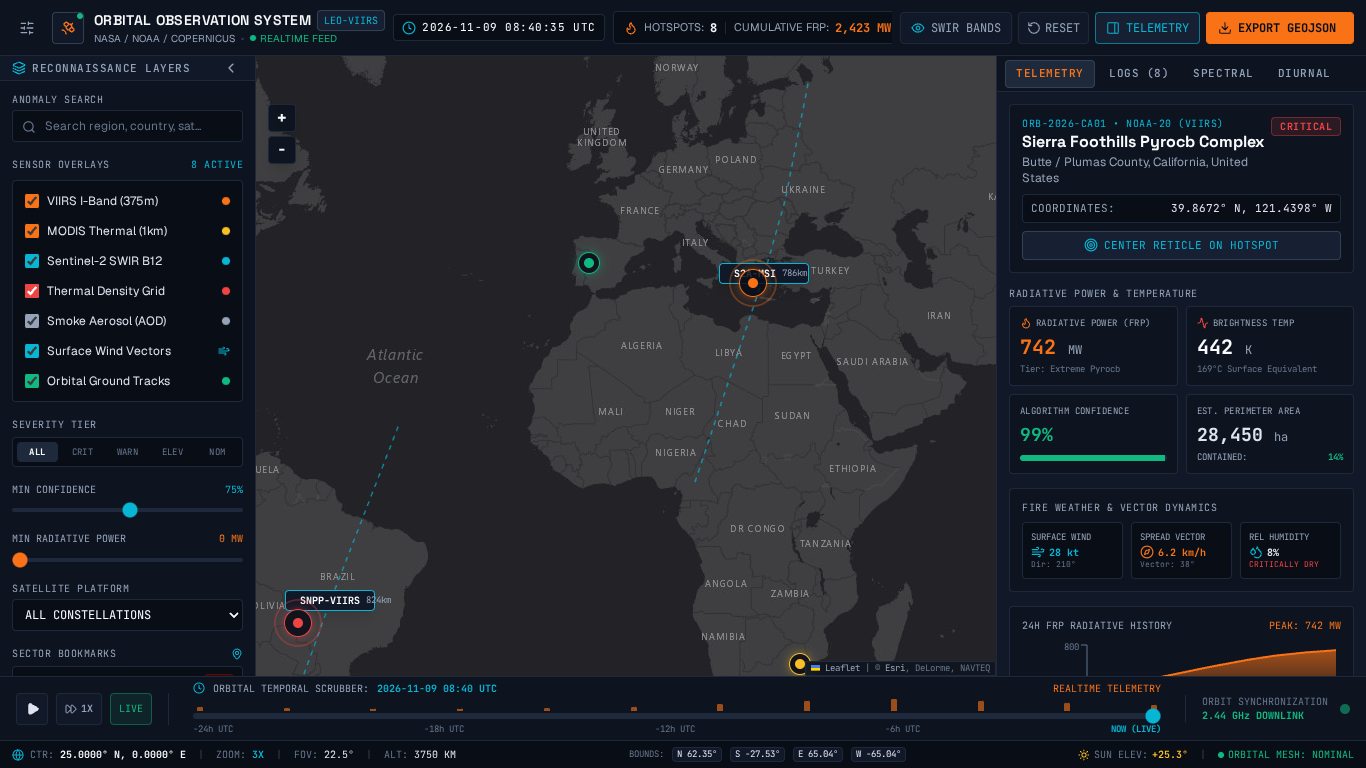 ORBITAL OBSERVATION SYSTEM LEO-VIIRS
NASA / NOAA / COPERNICUS • REALTIME FEED
2026-11-09 08:40:35 UTC
HOTSPOTS: 8 CUMULATIVE FRP: 2,423 MW
SWIR BANDS
RESET
TELEMETRY
EXPORT GEOJSON
RECONNAISSANCE LAYERS
ANOMALY SEARCH
Search region, country, sat...
SENSOR OVERLAYS 8 ACTIVE
VIIRS I-Band (375m)
MODIS Thermal (1km)
Sentinel-2 SWIR B12
Thermal Density Grid
Smoke Aerosol (AOD)
Surface Wind Vectors
Orbital Ground Tracks
SEVERITY TIER
ALL CRIT WARN ELEV NOM
MIN CONFIDENCE 75%
MIN RADIATIVE POWER 0 MW
SATELLITE PLATFORM
ALL CONSTELLATIONS
SECTOR BOOKMARKS
+
-
NORWAY
UNITED
KINGDOM
POLAND
GERMANY
UKRAINE
FRANCE
ITALY
TURKEY
786km
IRAN
ALGERIA
LIBYA
EGYPT
SAUDI ARABIA
Atlantic
Ocean
MALI
NIGER
SUDAN
CHAD
NIGERIA
ETHIOPIA
UELA
DR CONGO
TANZANIA
BRAZIL
ANGOLA
ZAMBIA
OLIVIA
SNPP-VIIRS 824km
NAMIBIA
Leaflet | © Esri, DeLorme, NAVTEQ
TELEMETRY LOGS (8) SPECTRAL DIURNAL
ORB-2026-CA01 • NOAA-20 (VIIRS)
CRITICAL
Sierra Foothills Pyrocb Complex
Butte / Plumas County, California, United
States
COORDINATES: 39.8672° N, 121.4398° W
CENTER RETICLE ON HOTSPOT
RADIATIVE POWER & TEMPERATURE
RADIATIVE POWER (FRP)
742 MW
Tier: Extreme Pyrocb
BRIGHTNESS TEMP
442 K
169°C Surface Equivalent
ALGORITHM CONFIDENCE
99%
EST. PERIMETER AREA
28,450 ha
CONTAINED: 14%
FIRE WEATHER & VECTOR DYNAMICS
SURFACE WIND
28 kt
Dir: 210°
SPREAD VECTOR
6.2 km/h
Vector: 38°
REL HUMIDITY
8%
CRITICALLY DRY
24H FRP RADIATIVE HISTORY PEAK: 742 MW
800
1X
LIVE
ORBITAL TEMPORAL SCRUBBER: 2026-11-09 08:40 UTC
REALTIME TELEMETRY
-24h UTC -18h UTC -12h UTC -6h UTC NOW (LIVE)
ORBIT SYNCHRONIZATION
2.44 GHz DOWNLINK
CTR: 25.0000° N, 0.0000° E | ZOOM: 3X | FOV: 22.5° | ALT: 3750 KM
BOUNDS: N 62.35° S -27.53° E 65.04° W -65.04°
SUN ELEV: +25.3° | ORBITAL MESH: NOMINAL